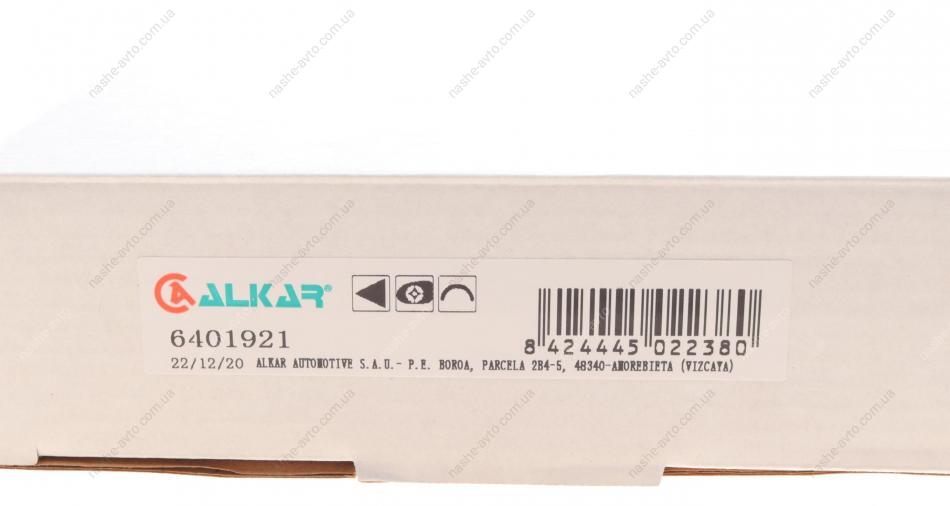 ALKAR®
6401921
8 424445 022380
22/12/20 ALKAR AUTOMOTIVE S.A.U.- P.E. BOROA, PARCELA 2B4-5, 48340-AMOREBIETA (VIZCAYA)
nashe-avto.com.ua